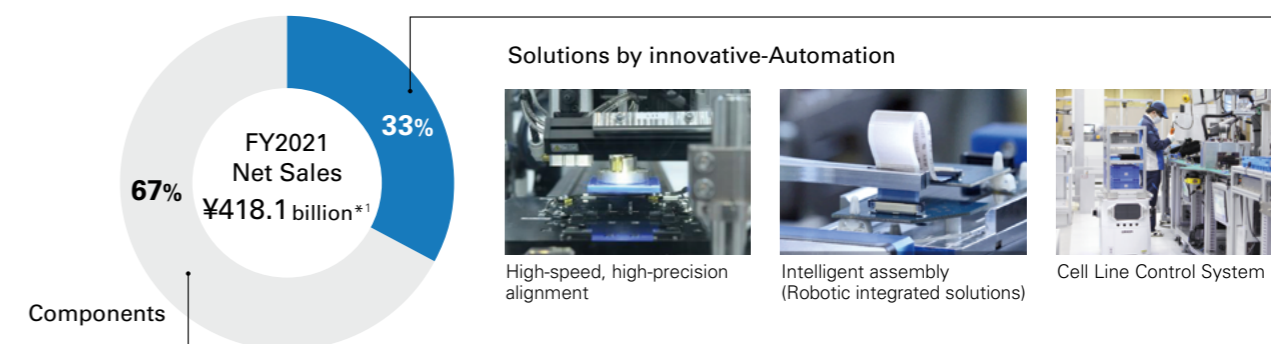 Solutions by innovative-Automation
33%
FY2021
Net Sales
¥418.1 billion*1
67%
High-speed, high-precision
alignment
Intelligent assembly
(Robotic integrated solutions)
Cell Line Control System
Components